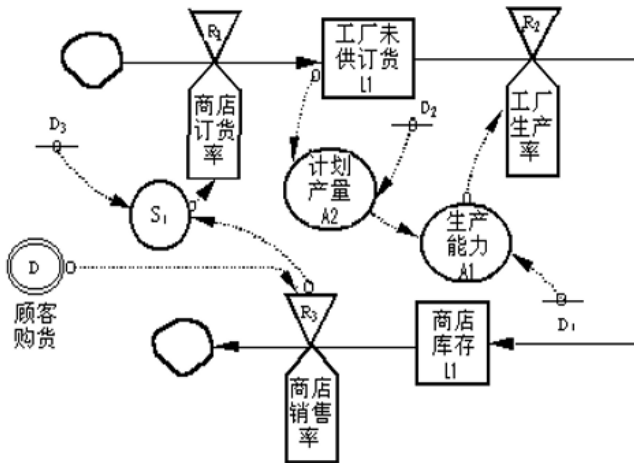 R1
工厂未
供订货
L1
R2
商店
订货
率
工厂
生产
率
D3
D2
计划
产量
A2
S1
生产
能力
A1
D
顾客
购货
R3
商店
库存
L1
D1
商店
销售
率